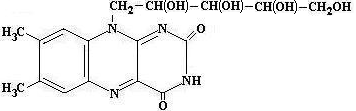 CH₂–CH(OH)–CH(OH)–CH(OH)–CH₂OH
H₃C N N O
H₃C N NH
O